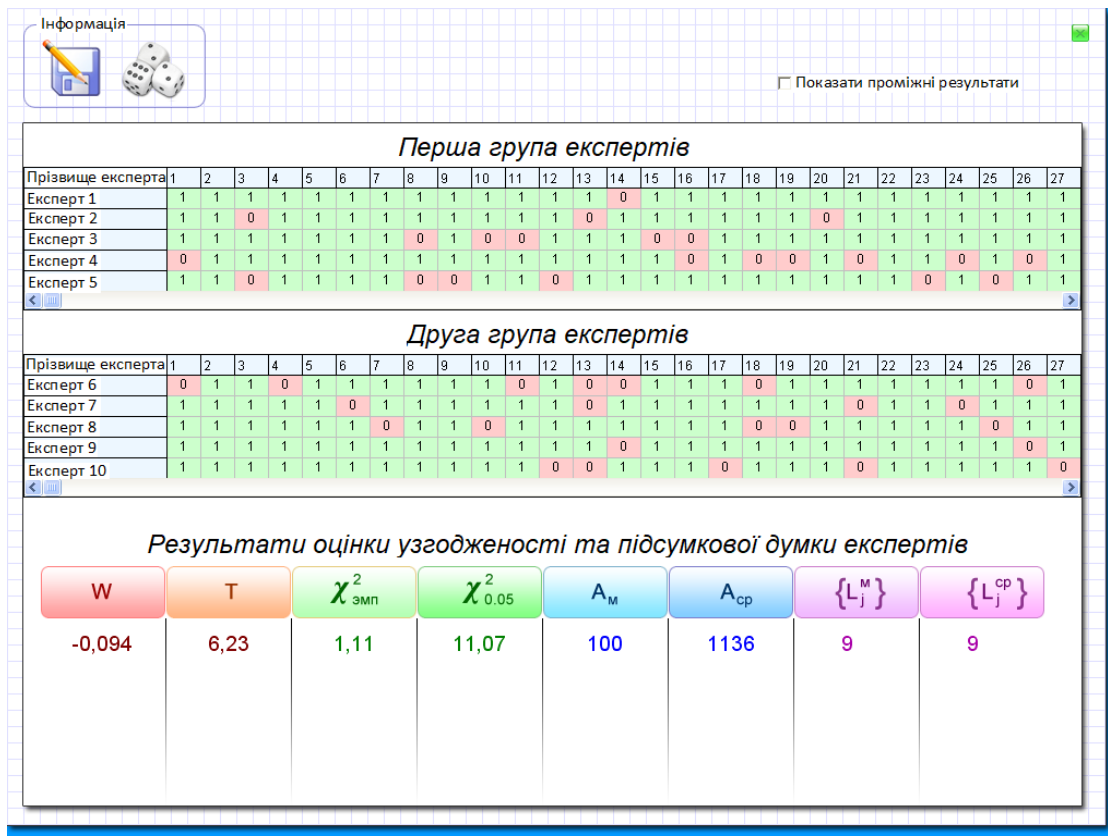 Інформація
Показати проміжні результати
Перша група експертів
Прізвище експерта 1 2 3 4 5 6 7 8 9 10 11 12 13 14 15 16 17 18 19 20 21 22 23 24 25 26 27
Експерт 1 1 1 1 1 1 1 1 1 1 1 1 1 1 0 1 1 1 1 1 1 1 1 1 1 1 1 1
Експерт 2 1 1 0 1 1 1 1 1 1 1 1 1 0 1 1 1 1 1 1 0 1 1 1 1 1 1 1
Експерт 3 1 1 1 1 1 1 1 0 1 0 0 1 1 1 0 0 1 1 1 1 1 1 1 1 1 1 1
Експерт 4 0 1 1 1 1 1 1 1 1 1 1 1 1 1 1 0 1 0 0 1 0 1 1 0 1 0 1
Експерт 5 1 1 0 1 1 1 1 0 0 1 1 0 1 1 1 1 1 1 1 1 1 1 0 1 0 1 1
Друга група експертів
Прізвище експерта 1 2 3 4 5 6 7 8 9 10 11 12 13 14 15 16 17 18 19 20 21 22 23 24 25 26 27
Експерт 6 0 1 1 0 1 1 1 1 1 1 0 1 0 0 1 1 1 0 1 1 1 1 1 1 1 0 1
Експерт 7 1 1 1 1 1 0 1 1 1 1 1 1 0 1 1 1 1 1 1 1 0 1 1 0 1 1 1
Експерт 8 1 1 1 1 1 1 0 1 1 0 1 1 1 1 1 1 1 0 0 1 1 1 1 1 0 1 1
Експерт 9 1 1 1 1 1 1 1 1 1 1 1 1 1 0 1 1 1 1 1 1 1 1 1 1 1 0 1
Експерт 10 1 1 1 1 1 1 1 1 1 1 1 0 0 1 1 1 0 1 1 1 0 1 1 1 1 1 0
Результати оцінки узгодженості та підсумкової думки експертів
W T χ²эмп χ²0.05 Aм Aср {Lⱼᴹ} {Lⱼᶜᵖ}
-0,094 6,23 1,11 11,07 100 1136 9 9